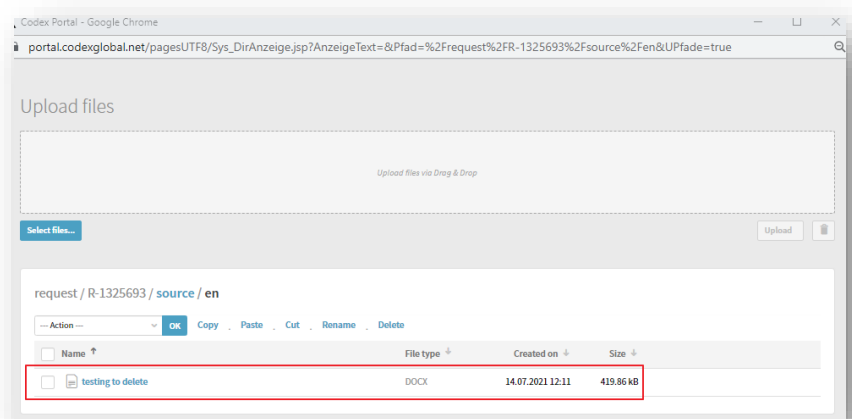 Codex Portal - Google Chrome
portal.codexglobal.net/pagesUTF8/Sys_DirAnzeige.jsp?AnzeigeText=&Pfad=%2Frequest%2FR-1325693%2Fsource%2Fen&UPfade=true
Upload files
Upload files via Drag & Drop
Select files...
Upload
request / R-1325693 / source / en
--- Action ---
OK
Copy . Paste . Cut . Rename . Delete
Name ↑ File type ↓ Created on ↓ Size ↓
testing to delete DOCX 14.07.2021 12:11 419.86 kB